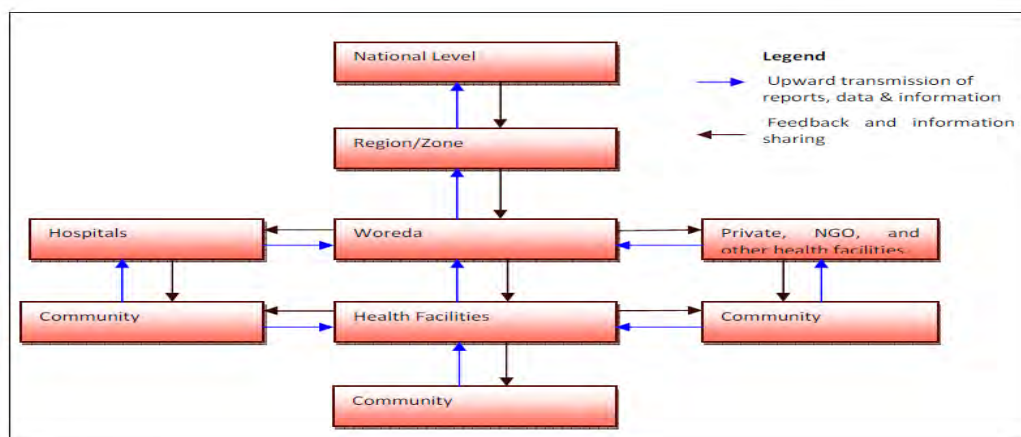 National Level
Legend
Upward transmission of
reports, data & information
Feedback and information
sharing
Region/Zone
Hospitals
Woreda
Private, NGO, and
other health facilities
Community
Health Facilities
Community
Community